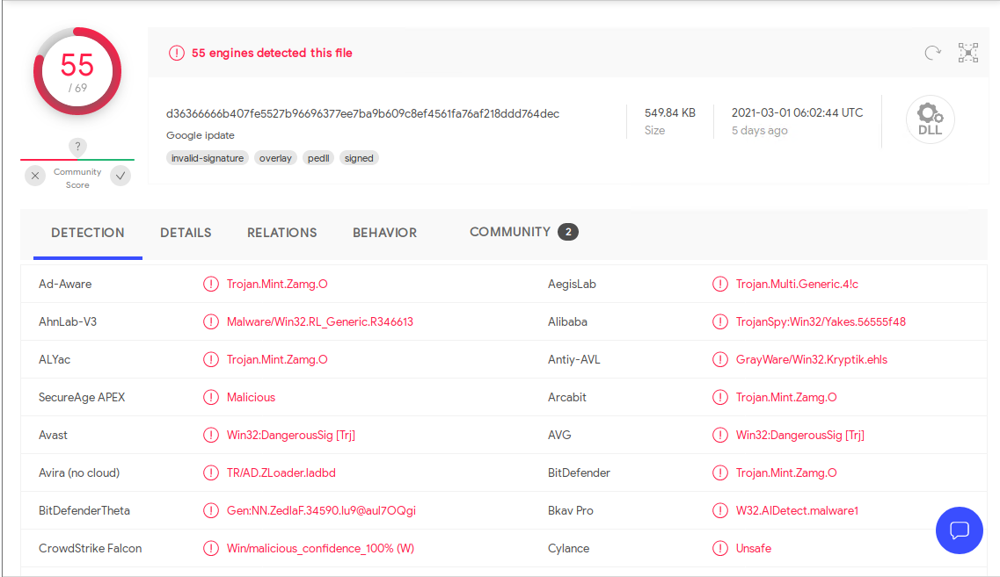 55
/ 69
55 engines detected this file
d36366666b407fe5527b96696377ee7ba9b609c8ef4561fa76af218ddd764dec
Google ipdate
invalid-signature overlay pedll signed
549.84 KB
Size
2021-03-01 06:02:44 UTC
5 days ago
DLL
?
Community
Score
DETECTION DETAILS RELATIONS BEHAVIOR COMMUNITY 2
Ad-Aware Trojan.Mint.Zamg.O AegisLab Trojan.Multi.Generic.4!c
AhnLab-V3 Malware/Win32.RL_Generic.R346613 Alibaba TrojanSpy:Win32/Yakes.56555f48
ALYac Trojan.Mint.Zamg.O Antiy-AVL GrayWare/Win32.Kryptik.ehls
SecureAge APEX Malicious Arcabit Trojan.Mint.Zamg.O
Avast Win32:DangerousSig [Trj] AVG Win32:DangerousSig [Trj]
Avira (no cloud) TR/AD.ZLoader.ladbd BitDefender Trojan.Mint.Zamg.O
BitDefenderTheta Gen:NN.ZedlaF.34590.Iu9@aul7OQgi Bkav Pro W32.AIDetect.malware1
CrowdStrike Falcon Win/malicious_confidence_100% (W) Cylance Unsafe